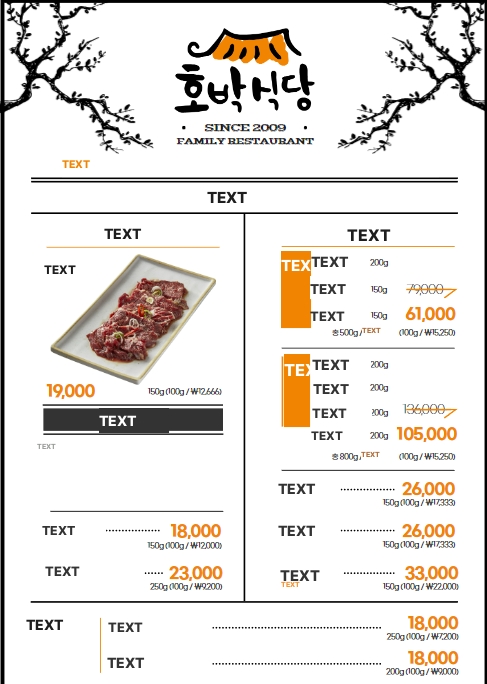 호박식당
· SINCE 2009 ·
FAMILY RESTAURANT
TEXT
TEXT
TEXT
TEXT
19,000 150g(100g / ₩12,666)
TEXT
TEXT
TEXT 18,000
150g(100g / ₩12,000)
TEXT 23,000
250g(100g / ₩9,200)
TEXT
TEX TEXT 200g
TEXT 150g 79,000
TEXT 150g 61,000
총500g/TEXT (100g / ₩15,250)
TEX TEXT 200g
TEXT 200g
TEXT 200g 136,000
TEXT 200g 105,000
총800g/TEXT (100g / ₩15,250)
TEXT 26,000
150g(100g / ₩17,333)
TEXT 26,000
150g(100g / ₩17,333)
TEXT 33,000
TEXT 150g(100g / ₩22,000)
TEXT TEXT 18,000
250g(100g / ₩7,200)
TEXT 18,000
200g(100g / ₩9,000)